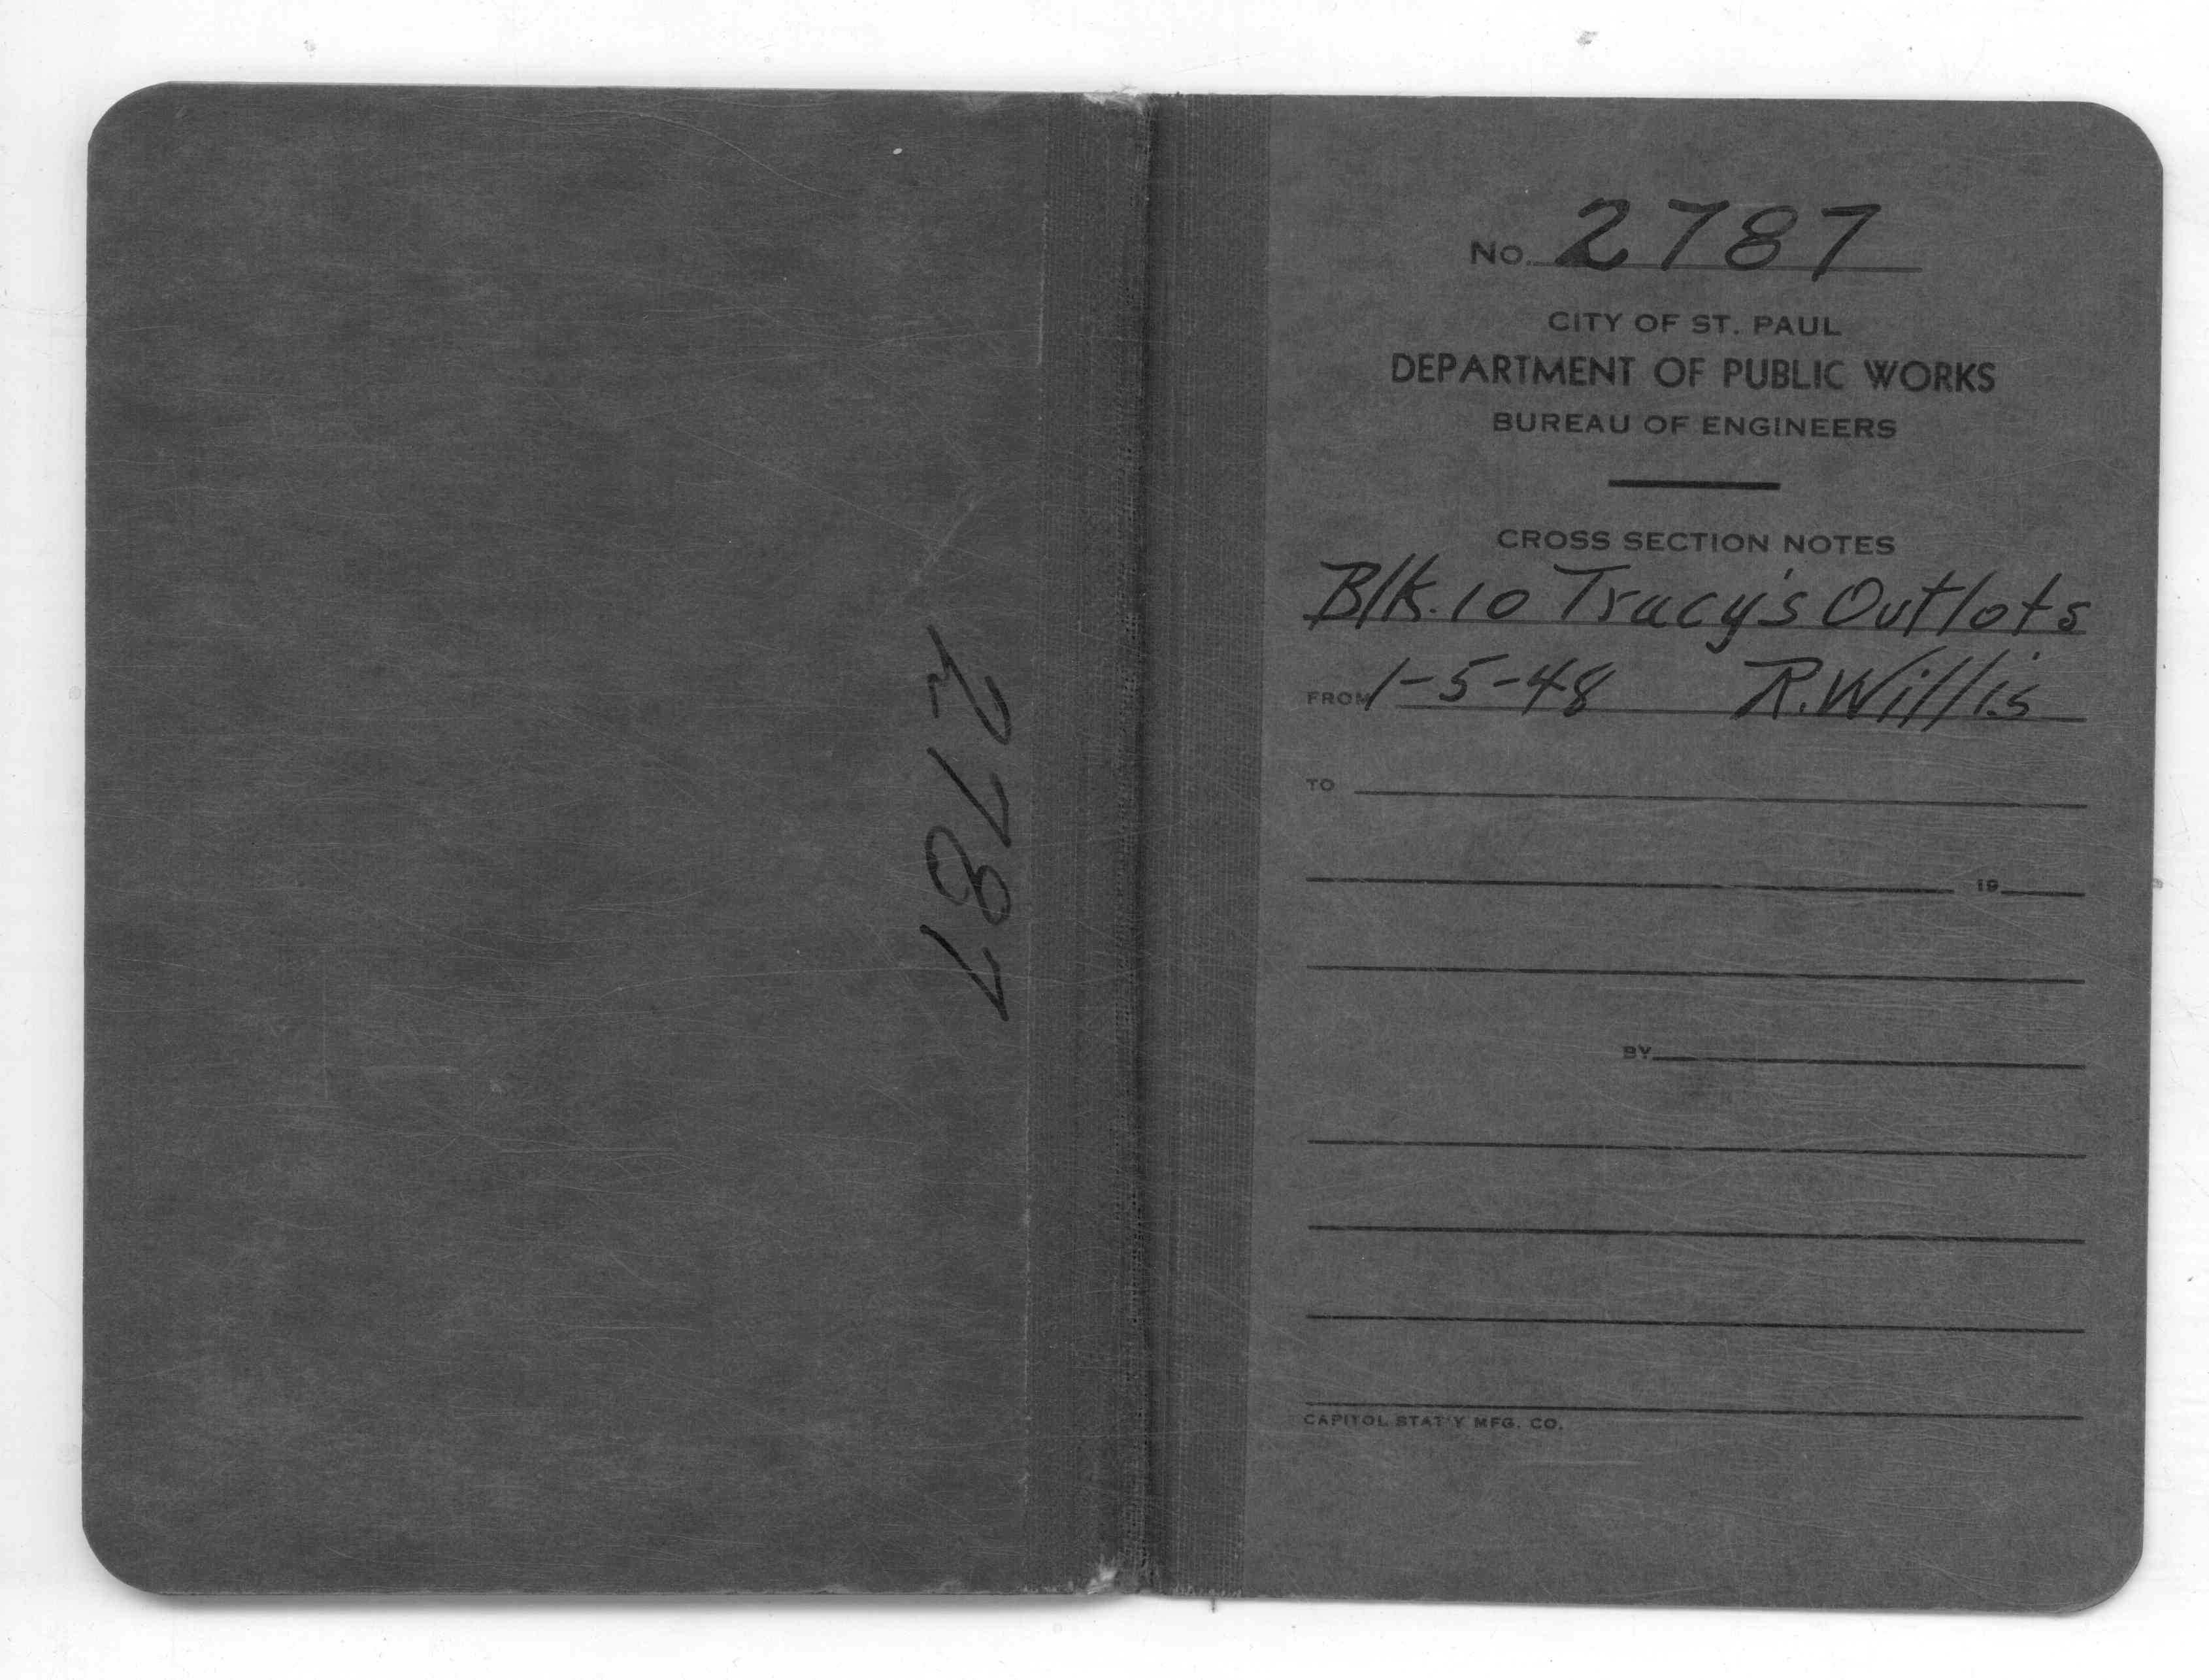 2787
No. 2787
CITY OF ST. PAUL
DEPARTMENT OF PUBLIC WORKS
BUREAU OF ENGINEERS
CROSS SECTION NOTES
Blk. 10 Tracy's Outlots
FROM 1-5-48 R. Willis
TO
19
BY
CAPITOL STAT'Y MFG. CO.